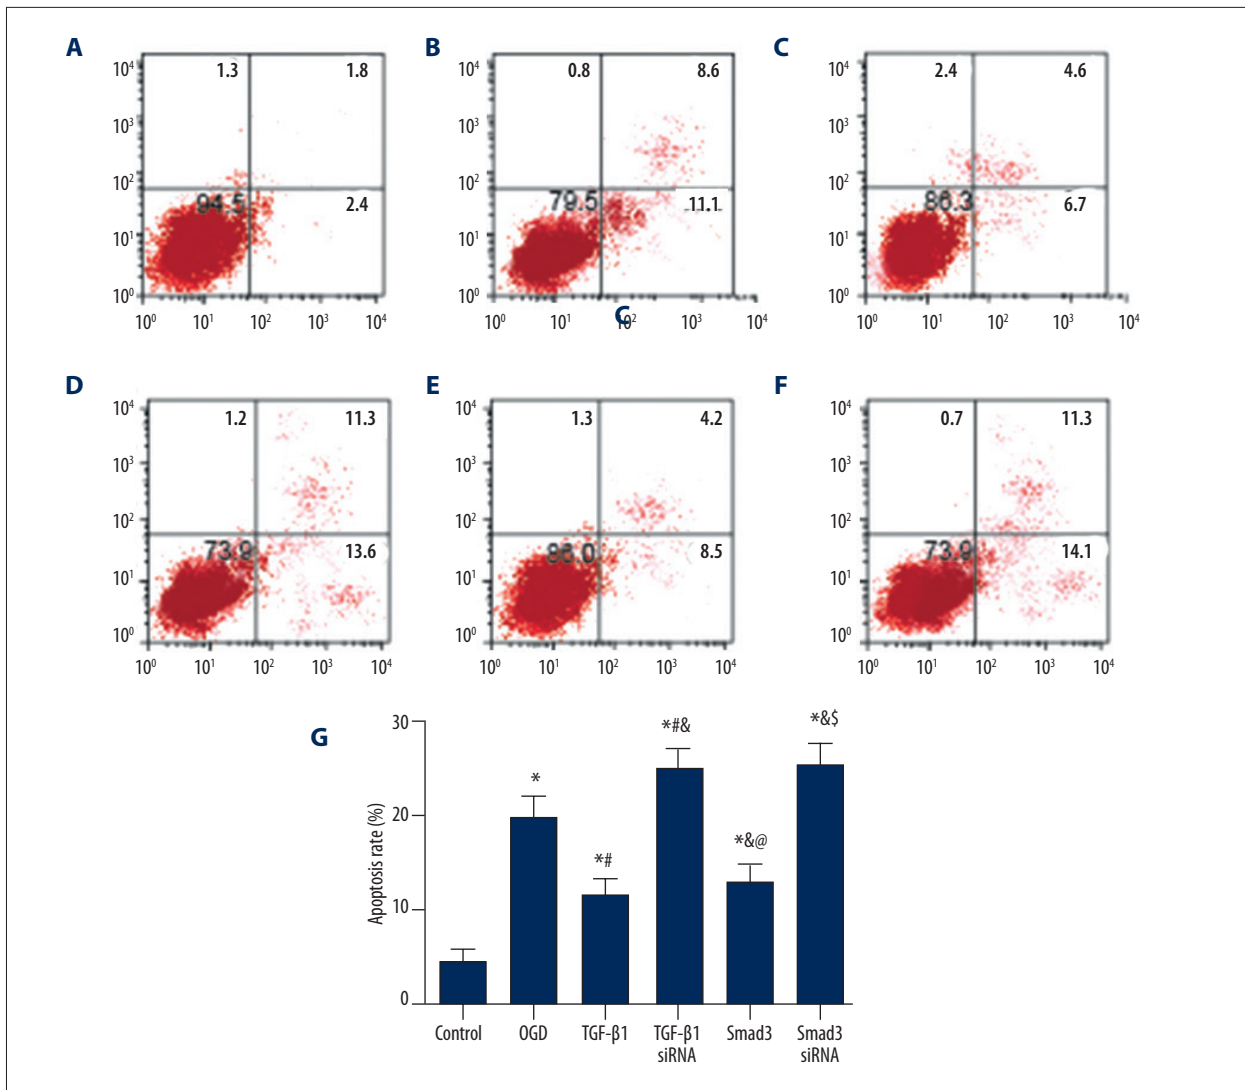 A B C
10⁴ 1.3 1.8 10⁴ 0.8 8.6 10⁴ 2.4 4.6
10³ 10³ 10³
10² 10² 10²
94.5 2.4 79.5 11.1 86.3 6.7
10¹ 10¹ 10¹
10⁰ 10⁰ 10⁰
10⁰ 10¹ 10² 10³ 10⁴ 10⁰ 10¹ C 10² 10³ 10⁴ 10⁰ 10¹ 10² 10³ 10⁴
D E F
10⁴ 1.2 11.3 10⁴ 1.3 4.2 10⁴ 0.7 11.3
10³ 10³ 10³
10² 10² 10²
73.9 13.6 86.0 8.5 73.9 14.1
10¹ 10¹ 10¹
10⁰ 10⁰ 10⁰
10⁰ 10¹ 10² 10³ 10⁴ 10⁰ 10¹ 10² 10³ 10⁴ 10⁰ 10¹ 10² 10³ 10⁴
G
Apoptosis rate (%)
30
20
10
0
* *# *#& *&@ *&$
Control OGD TGF-β1 TGF-β1 siRNA Smad3 Smad3 siRNA